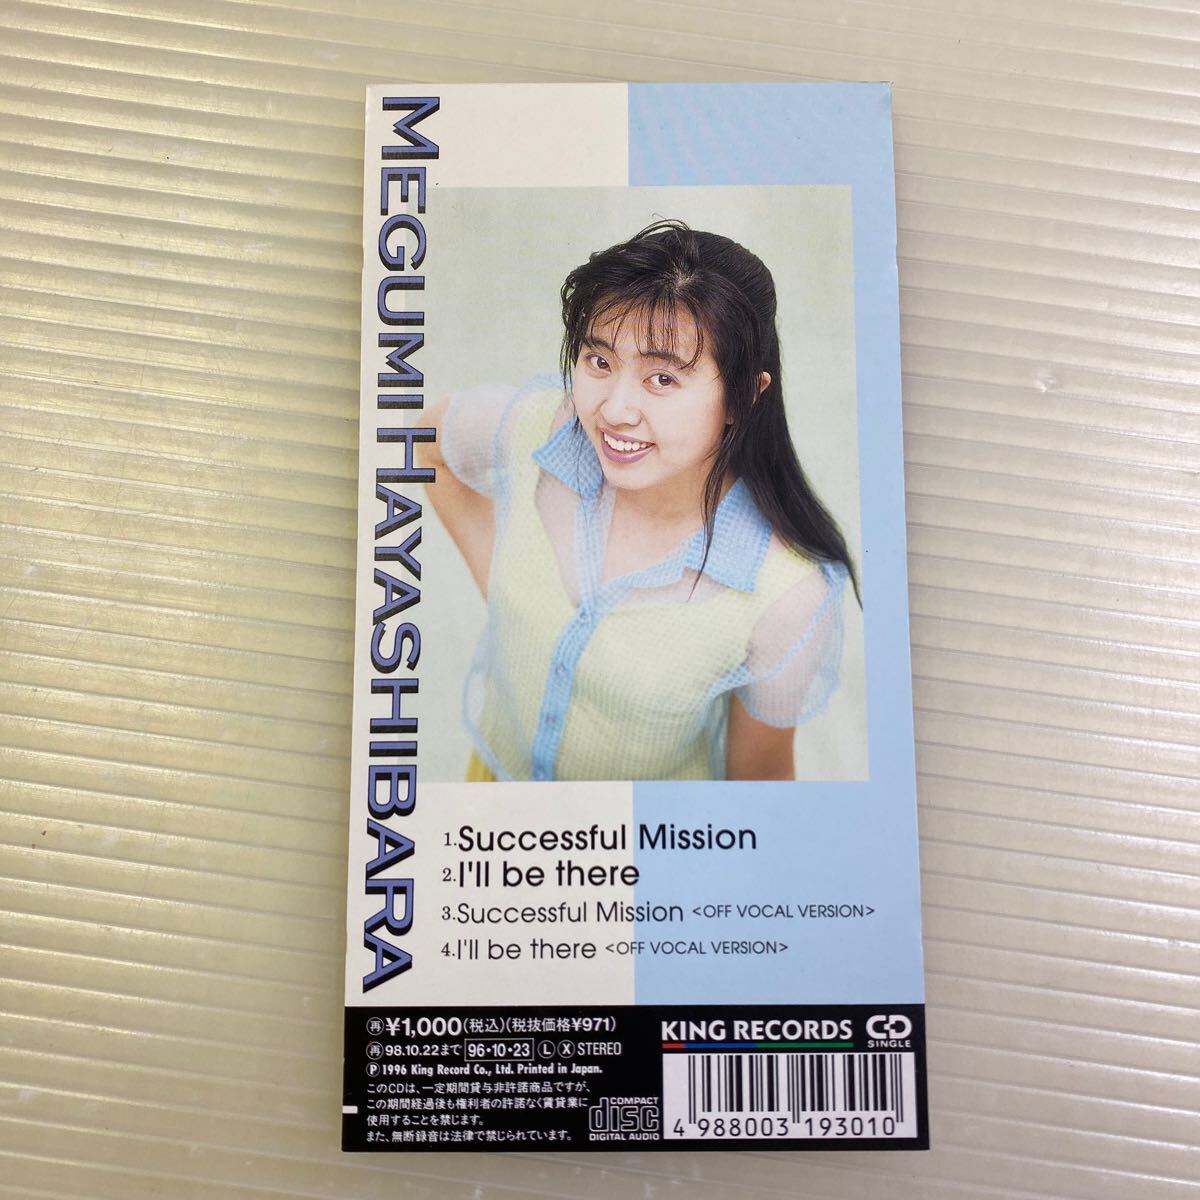 MEGUMI HAYASHIBARA
1.Successful Mission
2.I'll be there
3.Successful Mission <OFF VOCAL VERSION>
4.I'll be there <OFF VOCAL VERSION>
再 ¥1,000(税込)(税抜価格¥971)
再 98.10.22まで 96・10・23 L X STEREO
Ⓟ 1996 King Record Co., Ltd. Printed in Japan.
このCDは、一定期間貸与非許諾商品ですが、
この期間経過後も権利者の許諾なく賃貸業に
使用することを禁じます。
また、無断録音は法律で禁じられています。
KING RECORDS
CD SINGLE
COMPACT disc DIGITAL AUDIO
4 988003 193010